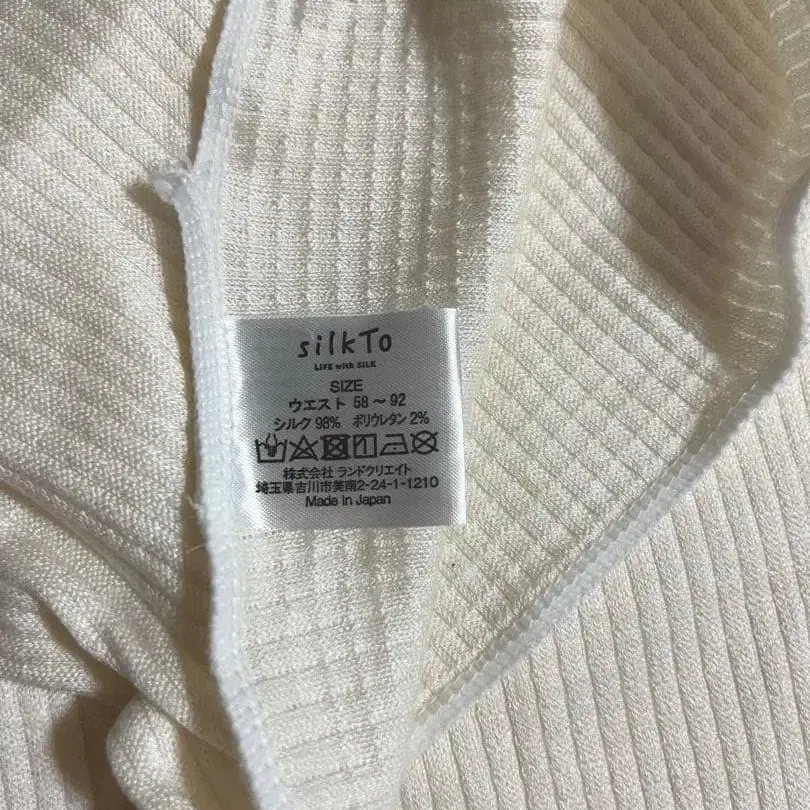 silkTo
LIFE with SILK
SIZE
ウエスト 58～92
シルク 98% ポリウレタン 2%
株式会社 ランドクリエイト
埼玉県吉川市美南2-24-1-1210
Made in Japan